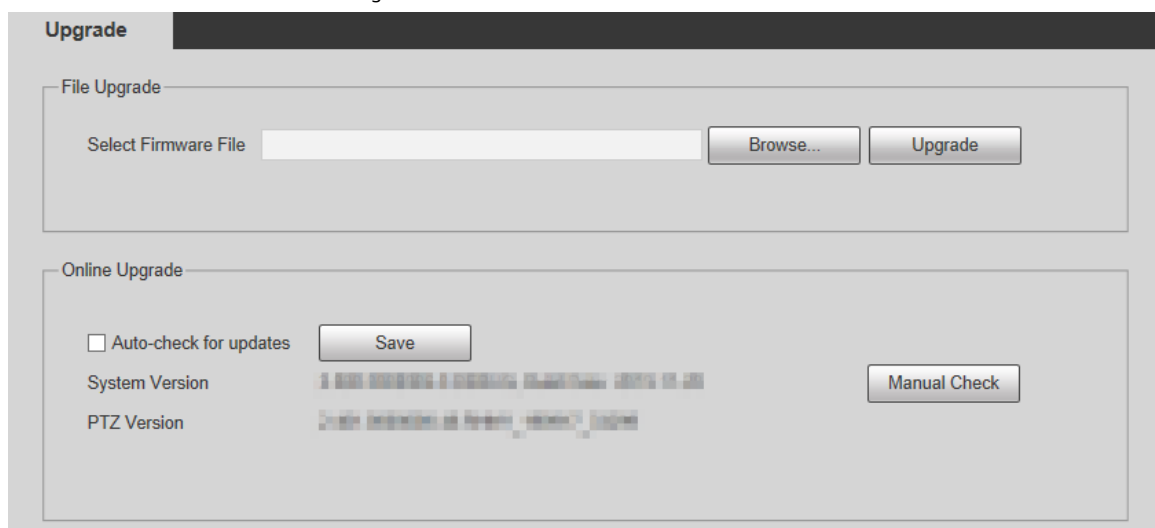 Upgrade
File Upgrade
Select Firmware File Browse... Upgrade
Online Upgrade
Auto-check for updates Save
System Version Manual Check
PTZ Version